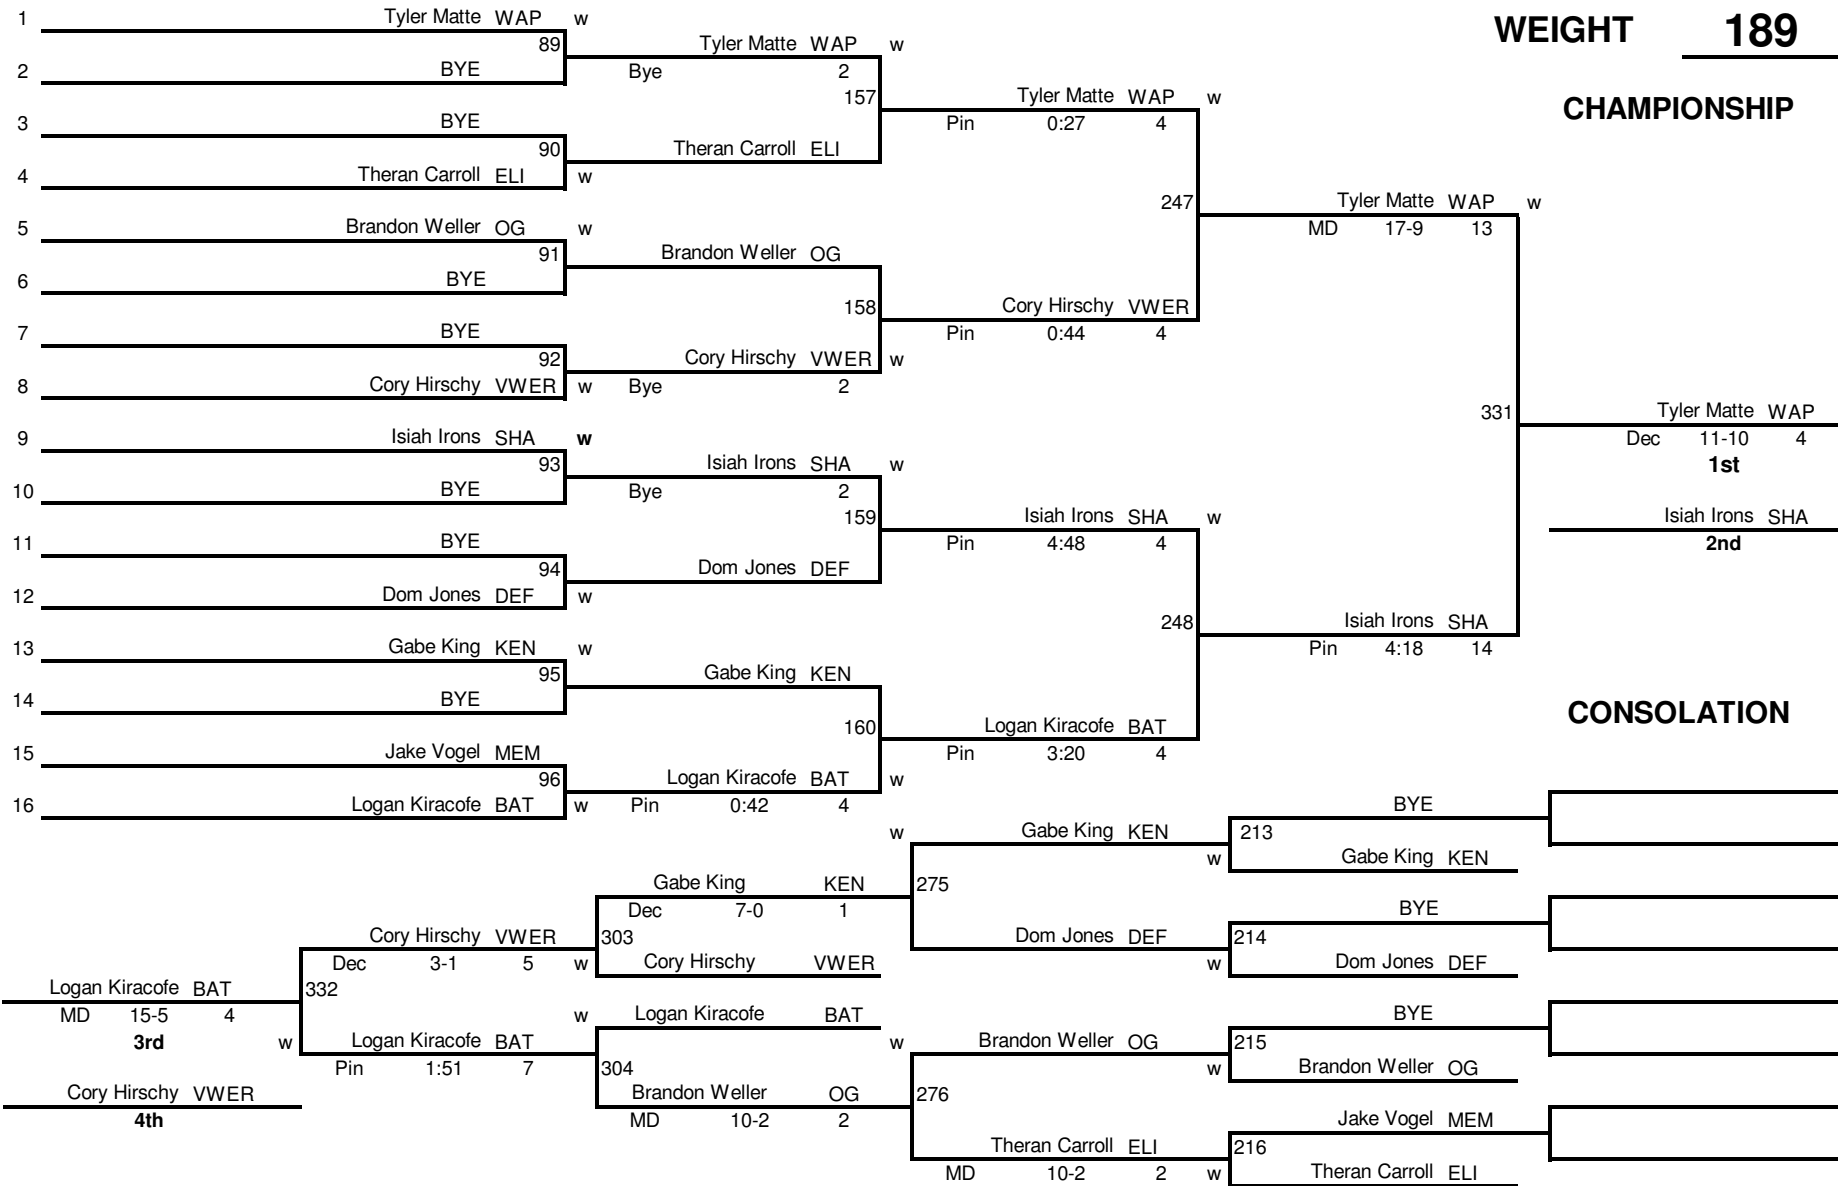 1 Tyler Matte WAP w
WEIGHT 189
89 Tyler Matte WAP w
2 BYE Bye 2
157 Tyler Matte WAP w
CHAMPIONSHIP
3 BYE Pin 0:27 4
90 Theran Carroll ELI
4 Theran Carroll ELI w
247 Tyler Matte WAP w
5 Brandon Weller OG w MD 17-9 13
91 Brandon Weller OG
6 BYE
158 Cory Hirschy VWER
7 BYE Pin 0:44 4
92 Cory Hirschy VWER w
8 Cory Hirschy VWER w Bye 2
331 Tyler Matte WAP
9 Isiah Irons SHA w Dec 11-10 4
93 Isiah Irons SHA w 1st
10 BYE Bye 2
159 Isiah Irons SHA w Isiah Irons SHA
11 BYE Pin 4:48 4 2nd
94 Dom Jones DEF
12 Dom Jones DEF w
248 Isiah Irons SHA
13 Gabe King KEN w Pin 4:18 14
95 Gabe King KEN
14 BYE
CONSOLATION
160 Logan Kiracofe BAT
15 Jake Vogel MEM Pin 3:20 4
96 Logan Kiracofe BAT w
16 Logan Kiracofe BAT w Pin 0:42 4 BYE
w Gabe King KEN 213
w Gabe King KEN
Gabe King KEN 275
Dec 7-0 1 BYE
Cory Hirschy VWER 303 Dom Jones DEF 214
Dec 3-1 5 w Cory Hirschy VWER w Dom Jones DEF
Logan Kiracofe BAT 332
MD 15-5 4 w Logan Kiracofe BAT BYE
3rd w Logan Kiracofe BAT w Brandon Weller OG 215
Pin 1:51 7 304 w Brandon Weller OG
Cory Hirschy VWER Brandon Weller OG 276
4th MD 10-2 2 Jake Vogel MEM
Theran Carroll ELI 216
MD 10-2 2 w Theran Carroll ELI